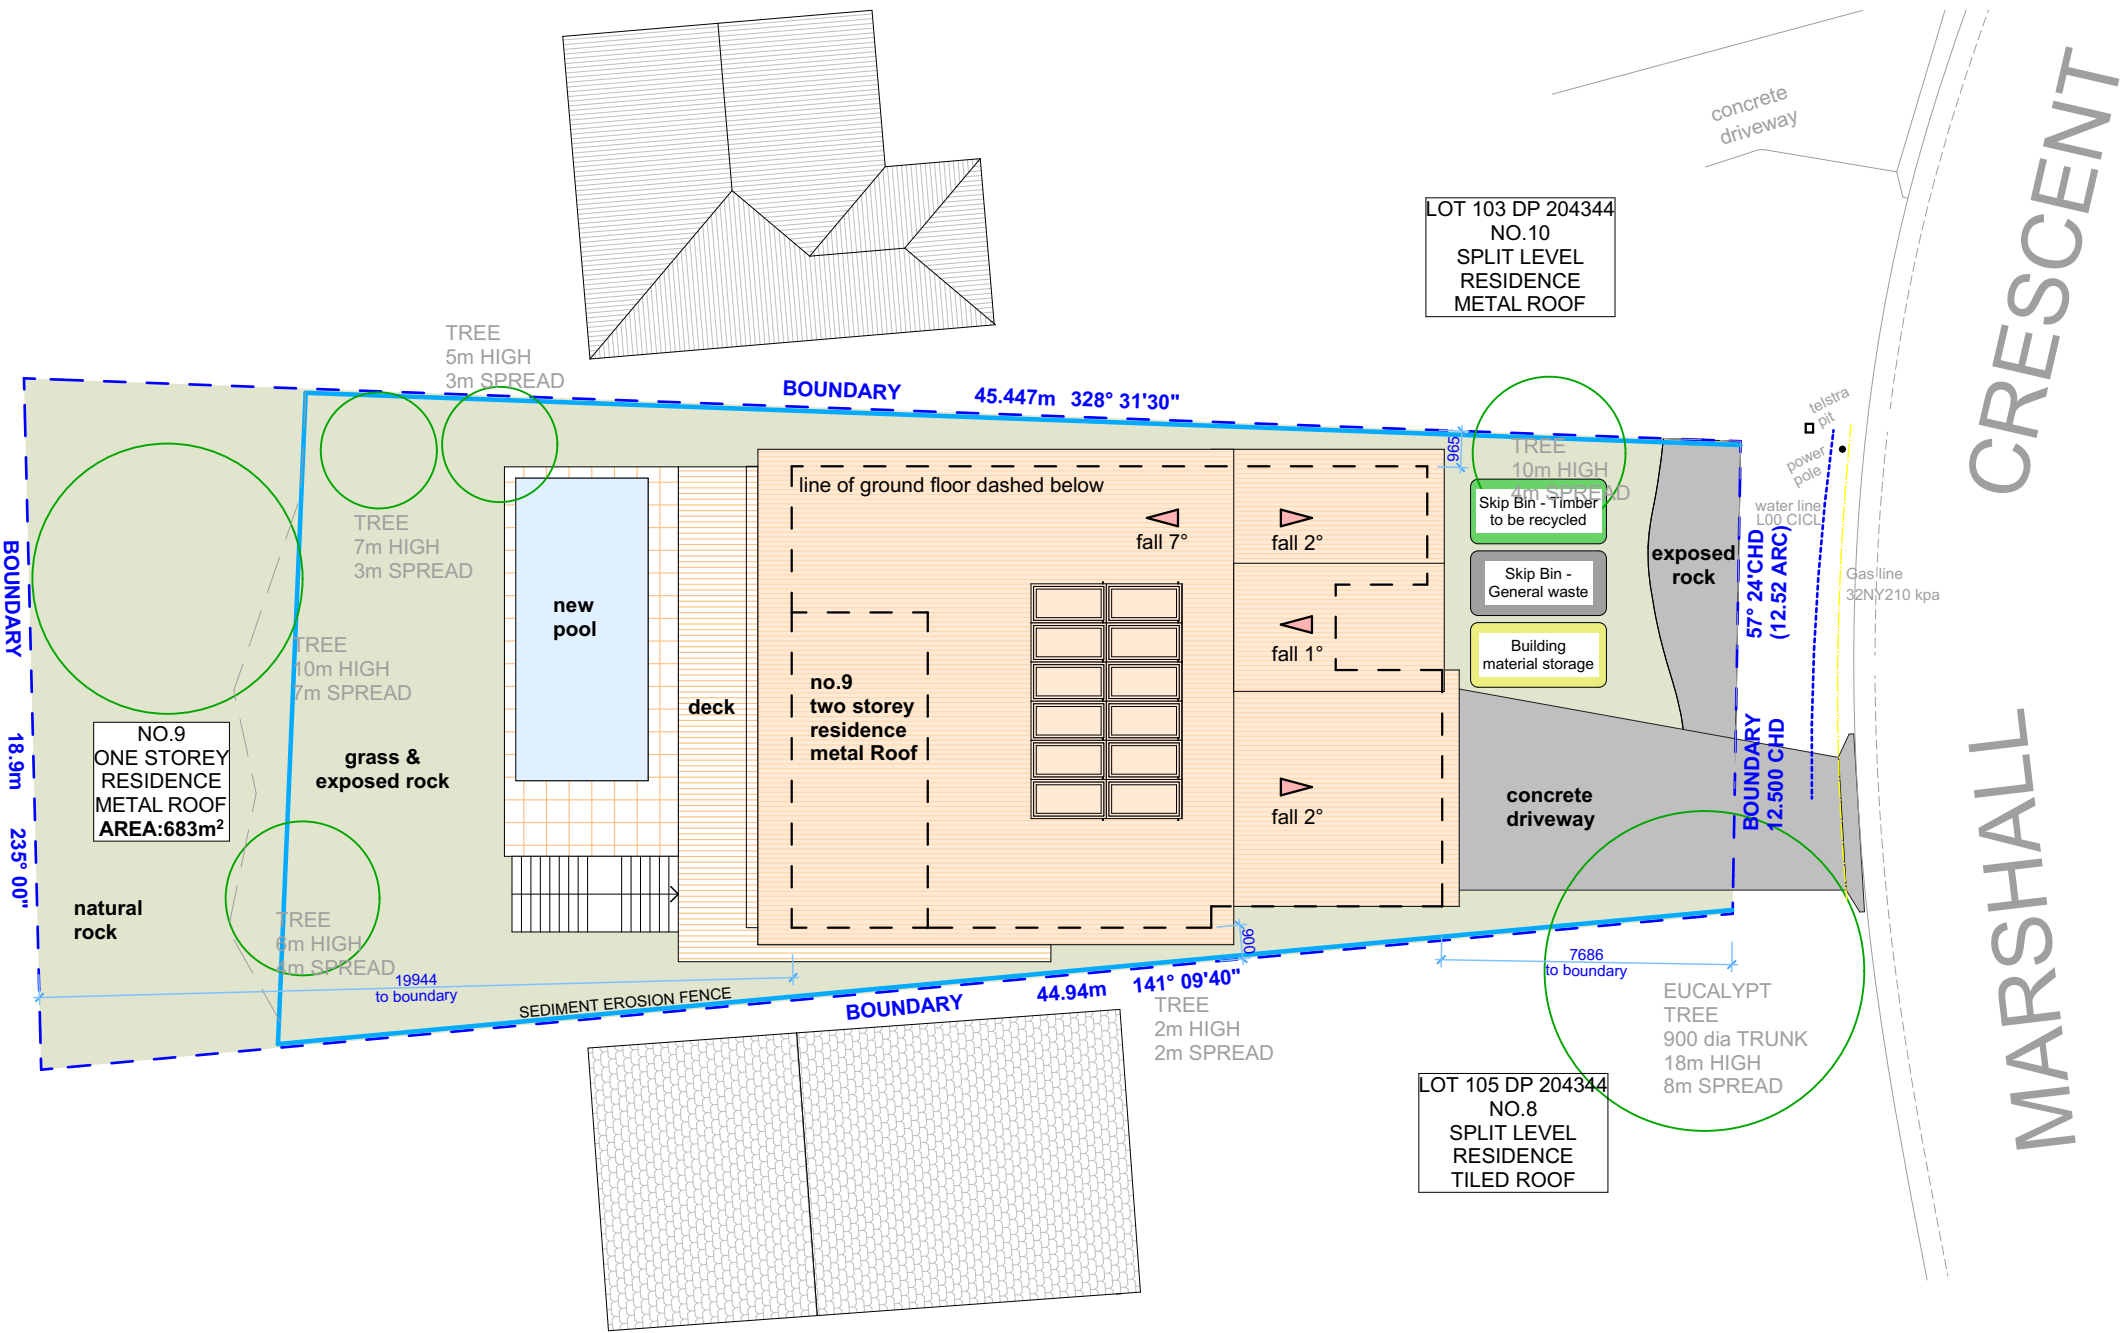 concrete
driveway
CRESCENT
LOT 103 DP 204344
NO.10
SPLIT LEVEL
RESIDENCE
METAL ROOF
TREE
5m HIGH
3m SPREAD
BOUNDARY 45.447m 328° 31'30"
telstra
pit
power
pole
965
TREE
10m HIGH
4m SPREAD
line of ground floor dashed below
Skip Bin - Timber
to be recycled
water line
L00 CICL
TREE
7m HIGH
3m SPREAD
fall 7°
fall 2°
exposed
rock
57° 24'CHD
(12.52 ARC)
Skip Bin -
General waste
Gas line
32NY210 kpa
new
pool
BOUNDARY 18.9m 235° 00"
TREE
10m HIGH
7m SPREAD
fall 1°
Building
material storage
no.9
two storey
residence
metal Roof
deck
NO.9
ONE STOREY
RESIDENCE
METAL ROOF
AREA:683m²
grass &
exposed rock
BOUNDARY
12.500 CHD
fall 2°
concrete
driveway
MARSHALL
natural
rock
TREE
6m HIGH
4m SPREAD
900
19944
to boundary
7686
to boundary
SEDIMENT EROSION FENCE
BOUNDARY 44.94m 141° 09'40"
TREE
2m HIGH
2m SPREAD
EUCALYPT
TREE
900 dia TRUNK
18m HIGH
8m SPREAD
LOT 105 DP 204344
NO.8
SPLIT LEVEL
RESIDENCE
TILED ROOF